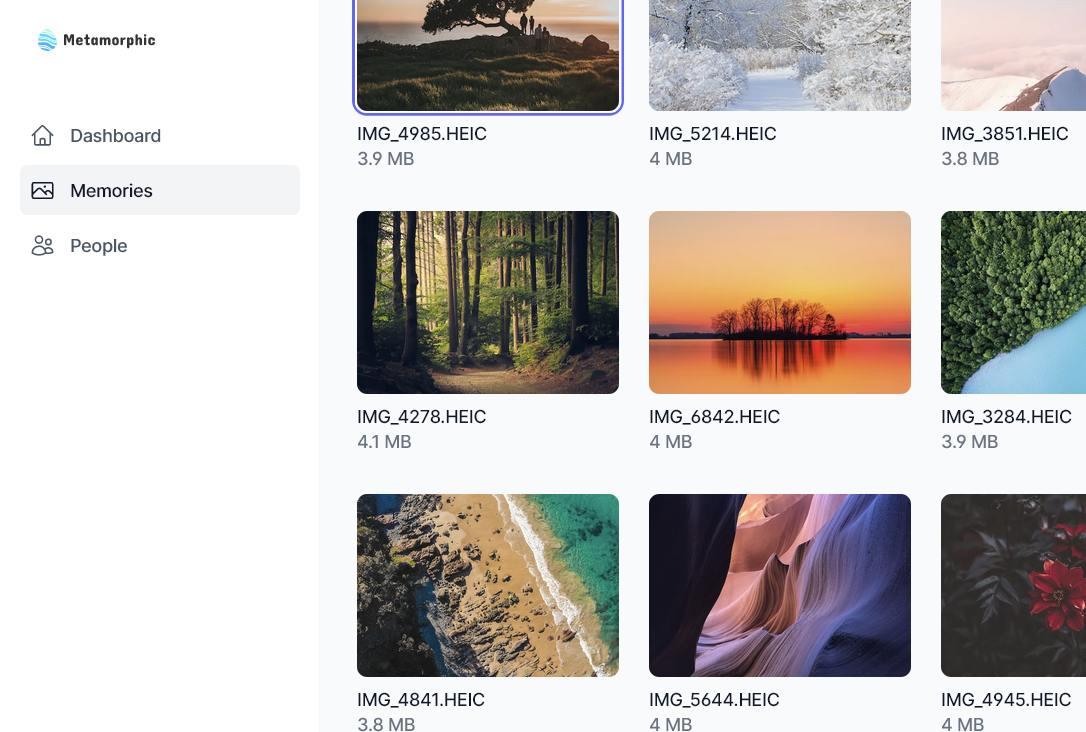 Metamorphic
Dashboard
Memories
People
IMG_4985.HEIC
3.9 MB
IMG_5214.HEIC
4 MB
IMG_3851.HEIC
3.8 MB
IMG_4278.HEIC
4.1 MB
IMG_6842.HEIC
4 MB
IMG_3284.HEIC
3.9 MB
IMG_4841.HEIC
3.8 MB
IMG_5644.HEIC
4 MB
IMG_4945.HEIC
4 MB